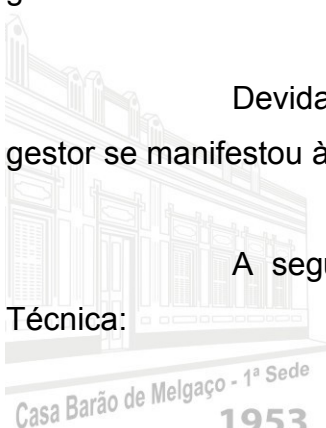 Devida
gestor se manifestou à
A segu
Técnica:
Casa Barão de Melgaço - 1ª Sede
1953